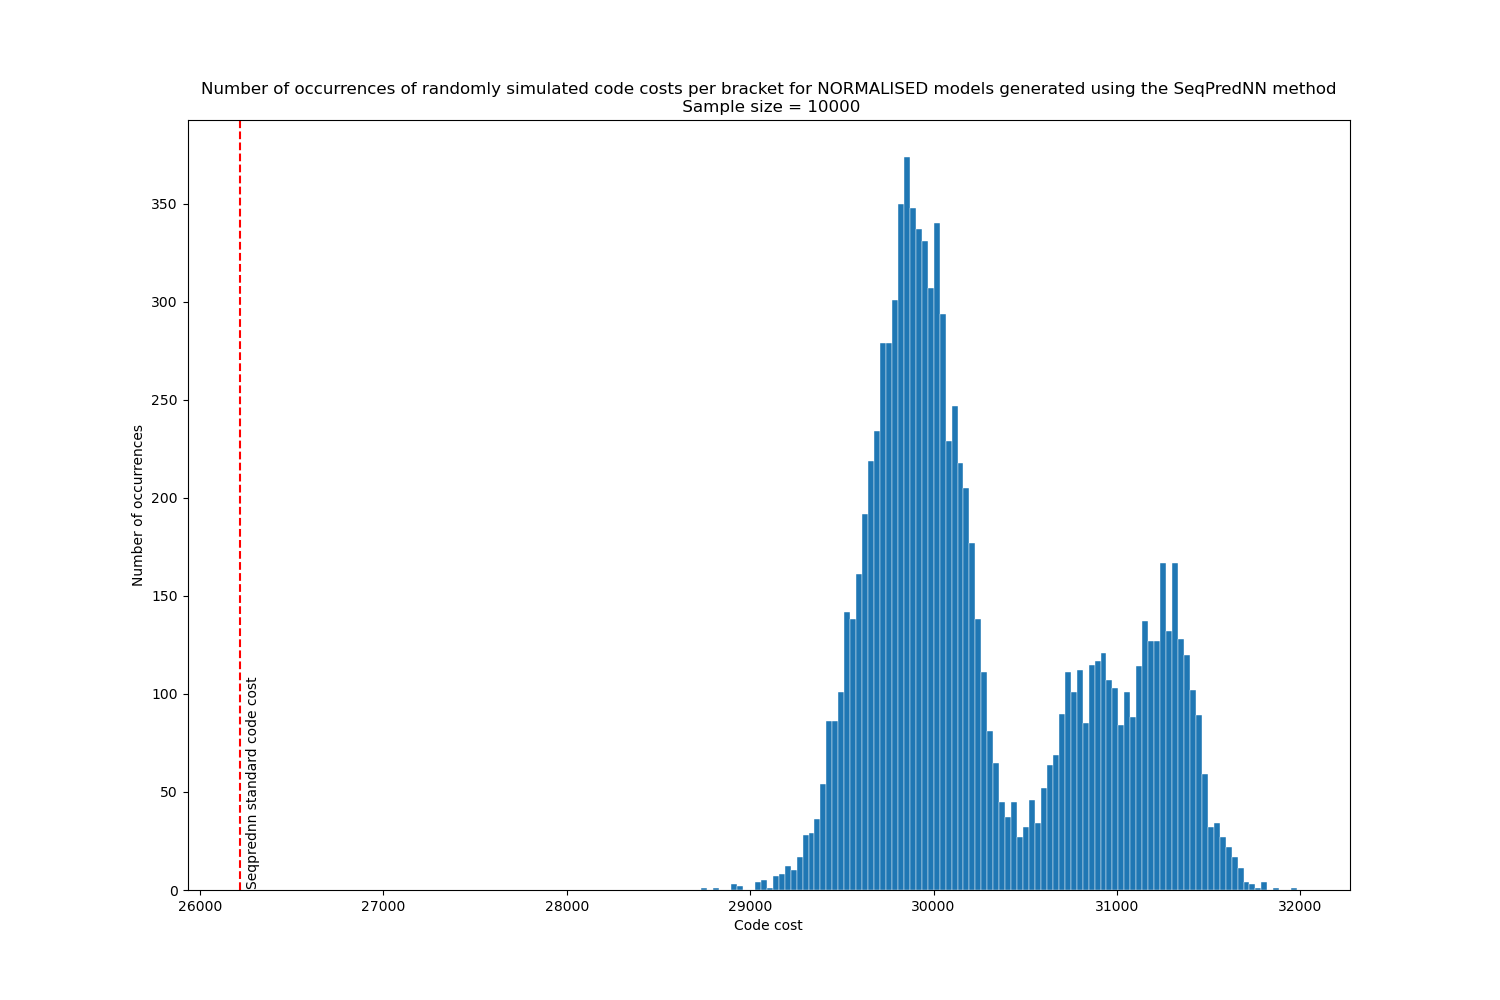 Number of occurrences of randomly simulated code costs per bracket for NORMALISED models generated using the SeqPredNN method
Sample size = 10000
350
300
250
200
150
100
50
0
Number of occurrences
Seqprednn standard code cost
26000 27000 28000 29000 30000 31000 32000
Code cost